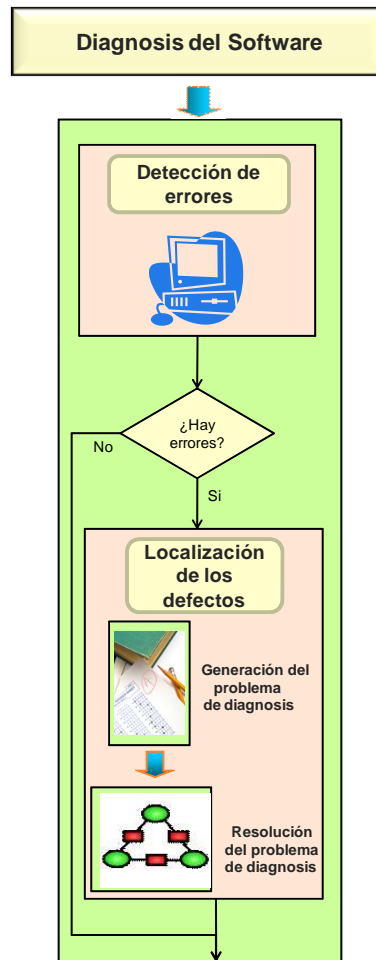 Diagnosis del Software
Detección de
errores
¿Hay
errores?
No
Si
Localización
de los
defectos
Generación del
problema
de diagnosis
Resolución
del problema
de diagnosis